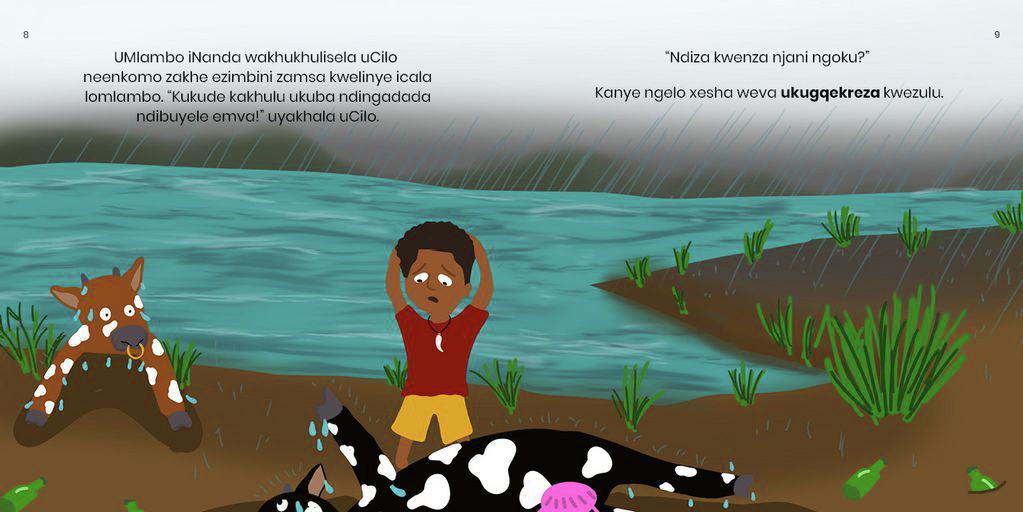 8
UMlambo iNanda wakhukhulisela uCilo
neenkomo zakhe ezimbini zamsa kwelinye icala
lomlambo. “Kukude kakhulu ukuba ndingadada
ndibuyele emva!” uyakhala uCilo.
9
“Ndiza kwenza njani ngoku?”
Kanye ngelo xesha weva ukugqekreza kwezulu.